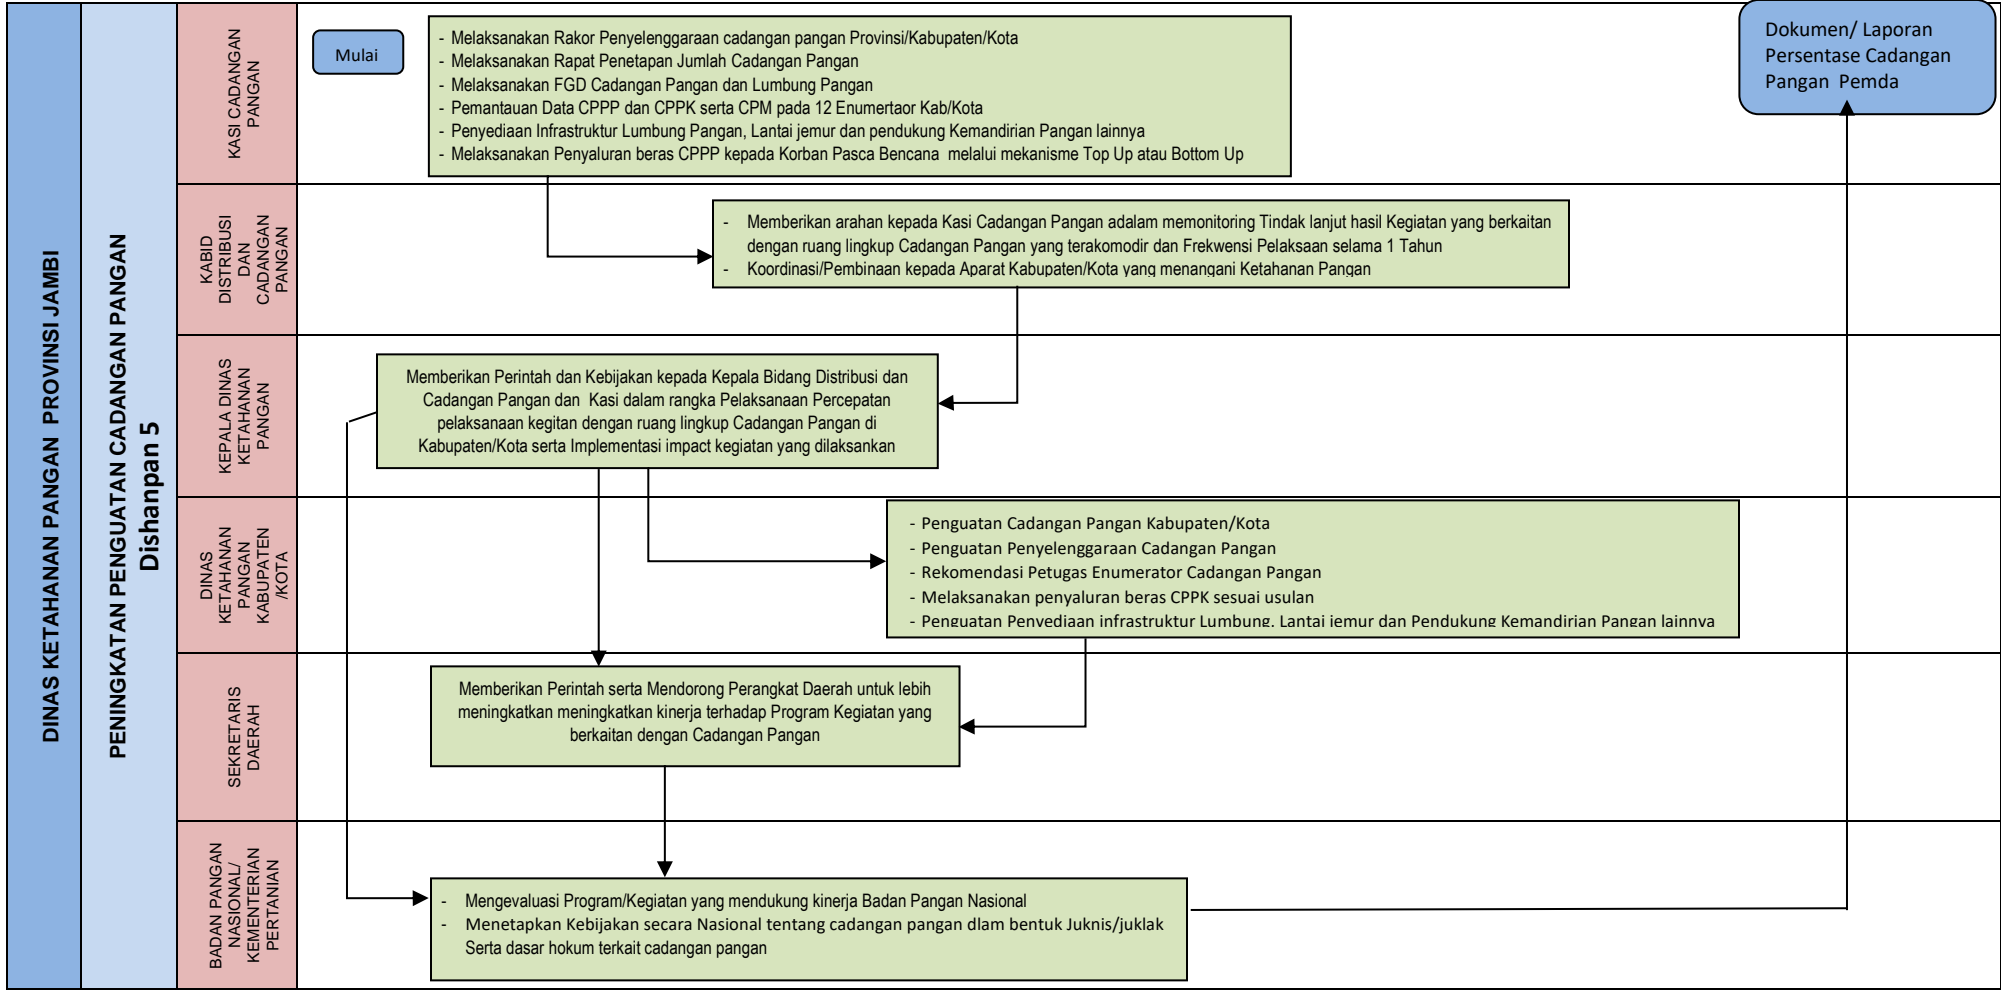 DINAS KETAHANAN PANGAN PROVINSI JAMBI
PENINGKATAN PENGUATAN CADANGAN PANGAN
Dishanpan 5
KASI CADANGAN
PANGAN
Mulai
- Melaksanakan Rakor Penyelenggaraan cadangan pangan Provinsi/Kabupaten/Kota
- Melaksanakan Rapat Penetapan Jumlah Cadangan Pangan
- Melaksanakan FGD Cadangan Pangan dan Lumbung Pangan
- Pemantauan Data CPPP dan CPPK serta CPM pada 12 Enumertaor Kab/Kota
- Penyediaan Infrastruktur Lumbung Pangan, Lantai jemur dan pendukung Kemandirian Pangan lainnya
- Melaksanakan Penyaluran beras CPPP kepada Korban Pasca Bencana melalui mekanisme Top Up atau Bottom Up
Dokumen/ Laporan
Persentase Cadangan
Pangan Pemda
KABID
DISTRIBUSI
DAN
CADANGAN
PANGAN
- Memberikan arahan kepada Kasi Cadangan Pangan adalam memonitoring Tindak lanjut hasil Kegiatan yang berkaitan
dengan ruang lingkup Cadangan Pangan yang terakomodir dan Frekwensi Pelaksaan selama 1 Tahun
- Koordinasi/Pembinaan kepada Aparat Kabupaten/Kota yang menangani Ketahanan Pangan
KEPALA DINAS
KETAHANAN
PANGAN
Memberikan Perintah dan Kebijakan kepada Kepala Bidang Distribusi dan
Cadangan Pangan dan Kasi dalam rangka Pelaksanaan Percepatan
pelaksanaan kegitan dengan ruang lingkup Cadangan Pangan di
Kabupaten/Kota serta Implementasi impact kegiatan yang dilaksankan
DINAS
KETAHANAN
PANGAN
KABUPATEN
/KOTA
- Penguatan Cadangan Pangan Kabupaten/Kota
- Penguatan Penyelenggaraan Cadangan Pangan
- Rekomendasi Petugas Enumerator Cadangan Pangan
- Melaksanakan penyaluran beras CPPK sesuai usulan
- Penguatan Penyediaan infrastruktur Lumbung, Lantai jemur dan Pendukung Kemandirian Pangan lainnya
SEKRETARIS
DAERAH
Memberikan Perintah serta Mendorong Perangkat Daerah untuk lebih
meningkatkan meningkatkan kinerja terhadap Program Kegiatan yang
berkaitan dengan Cadangan Pangan
BADAN PANGAN
NASIONAL/
KEMENTERIAN
PERTANIAN
- Mengevaluasi Program/Kegiatan yang mendukung kinerja Badan Pangan Nasional
- Menetapkan Kebijakan secara Nasional tentang cadangan pangan dlam bentuk Juknis/juklak
Serta dasar hokum terkait cadangan pangan